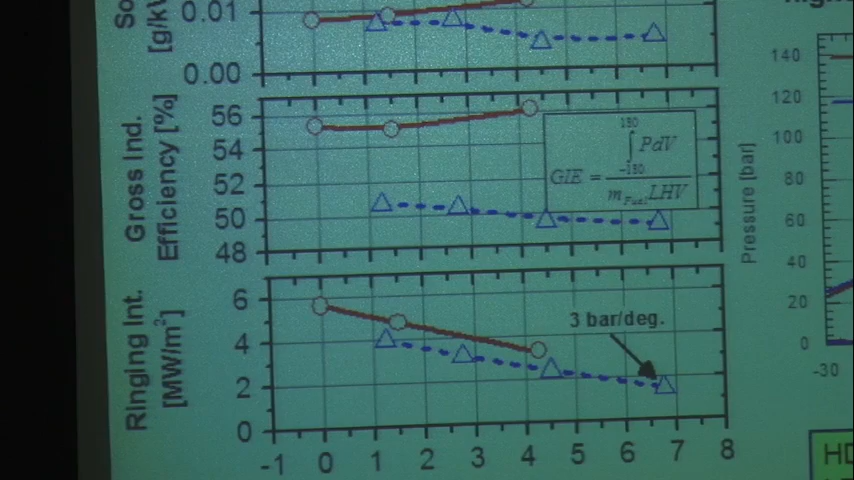 So
[g/kV
0.01
0.00
Gross Ind.
Efficiency [%]
56
54
52
50
48
GIE = 180 ∫ -180 PdV
m Fuel LHV
Ringing Int.
[MW/m²]
6
4
2
0
3 bar/deg.
-1 0 1 2 3 4 5 6 7 8
Pressure [bar]
140
120
100
80
60
40
20
0
-30
HD